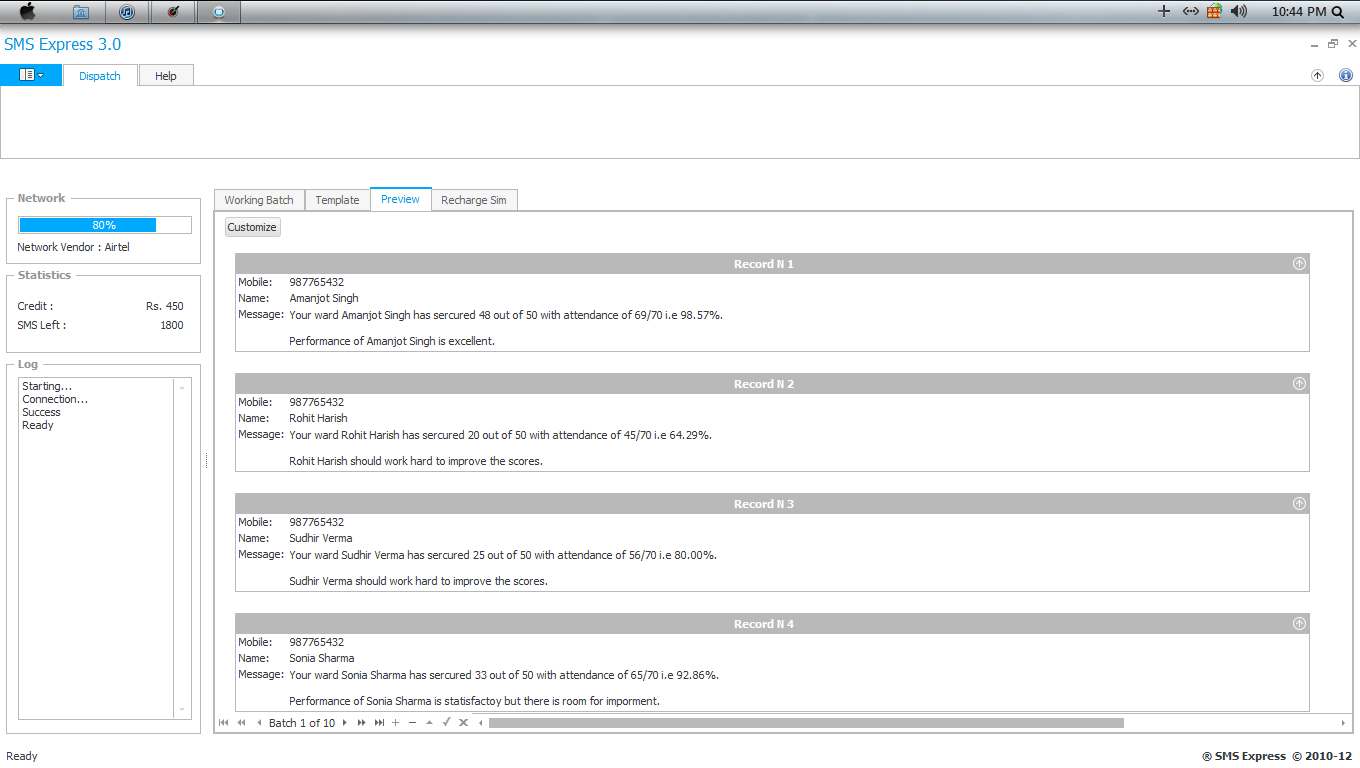 10:44 PM
SMS Express 3.0
Dispatch
Help
Network
80%
Network Vendor : Airtel
Statistics
Credit : Rs. 450
SMS Left : 1800
Log
Starting...
Connection...
Success
Ready
Working Batch
Template
Preview
Recharge Sim
Customize
Record N 1
Mobile: 987765432
Name: Amanjot Singh
Message: Your ward Amanjot Singh has sercured 48 out of 50 with attendance of 69/70 i.e 98.57%.
Performance of Amanjot Singh is excellent.
Record N 2
Mobile: 987765432
Name: Rohit Harish
Message: Your ward Rohit Harish has sercured 20 out of 50 with attendance of 45/70 i.e 64.29%.
Rohit Harish should work hard to improve the scores.
Record N 3
Mobile: 987765432
Name: Sudhir Verma
Message: Your ward Sudhir Verma has sercured 25 out of 50 with attendance of 56/70 i.e 80.00%.
Sudhir Verma should work hard to improve the scores.
Record N 4
Mobile: 987765432
Name: Sonia Sharma
Message: Your ward Sonia Sharma has sercured 33 out of 50 with attendance of 65/70 i.e 92.86%.
Performance of Sonia Sharma is statisfactoy but there is room for imporment.
Batch 1 of 10
Ready
® SMS Express © 2010-12